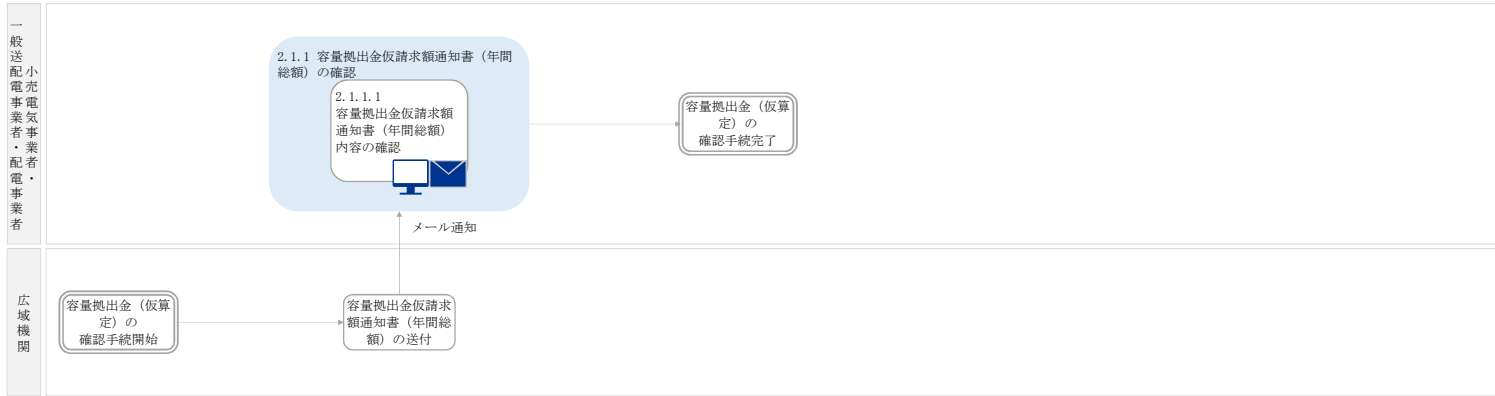 小売電気事業者・
一般送配電事業者・配電事業者
2.1.1 容量拠出金仮請求額通知書（年間
総額）の確認
2.1.1.1
容量拠出金仮請求額
通知書（年間総額）
内容の確認
容量拠出金（仮算
定）の
確認手続完了
メール通知
広域機関
容量拠出金（仮算
定）の
確認手続開始
容量拠出金仮請求
額通知書（年間総
額）の送付